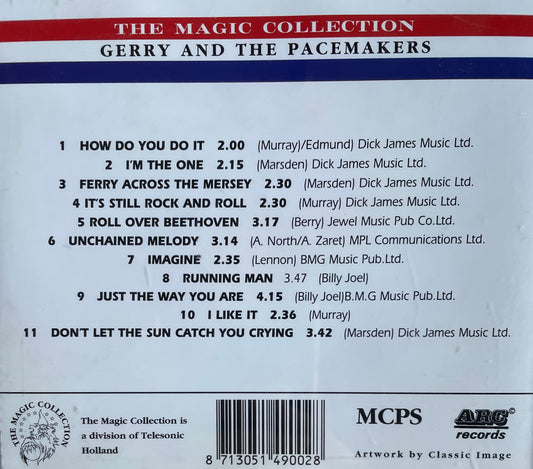 THE MAGIC COLLECTION
GERRY AND THE PACEMAKERS
1 HOW DO YOU DO IT 2.00 (Murray)/Edmund) Dick James Music Ltd.
2 I'M THE ONE 2.15 (Marsden) Dick James Music Ltd.
3 FERRY ACROSS THE MERSEY 2.30 (Marsden) Dick James Music Ltd.
4 IT'S STILL ROCK AND ROLL 2.30 (Murray) Dick James Music Ltd.
5 ROLL OVER BEETHOVEN 3.17 (Berry) Jewel Music Pub Co.Ltd.
6 UNCHAINED MELODY 3.14 (A. North/A. Zaret) MPL Communications Ltd.
7 IMAGINE 2.35 (Lennon) BMG Music Pub.Ltd.
8 RUNNING MAN 3.47 (Billy Joel)
9 JUST THE WAY YOU ARE 4.15 (Billy Joel)B.M.G Music Pub.Ltd.
10 I LIKE IT 2.36 (Murray)
11 DON'T LET THE SUN CATCH YOU CRYING 3.42 (Marsden) Dick James Music Ltd.
THE MAGIC COLLECTION
The Magic Collection is
a division of Telesonic
Holland
8 713051 490028
MCPS
ARC ©
records
Artwork by Classic Image